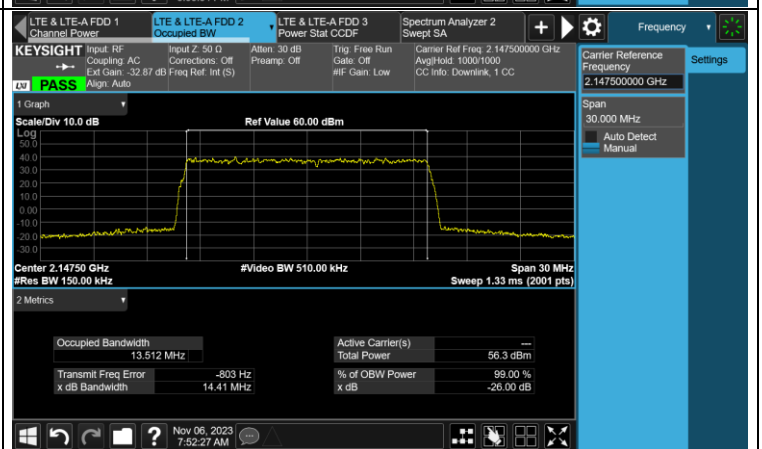 LTE & LTE-A FDD 1
Channel Power
LTE & LTE-A FDD 2
Occupied BW
LTE & LTE-A FDD 3
Power Stat CCDF
Spectrum Analyzer 2
Swept SA
+
Frequency
KEYSIGHT
LXI
PASS
Input: RF
Coupling: AC
Ext Gain: -32.87 dB
Align: Auto
Input Z: 50 Ω
Corrections: Off
Freq Ref: Int (S)
Atten: 30 dB
Preamp: Off
Trig: Free Run
Gate: Off
#IF Gain: Low
Carrier Ref Freq: 2.147500000 GHz
Avg|Hold: 1000/1000
CC Info: Downlink, 1 CC
Carrier Reference
Frequency
2.147500000 GHz
Settings
Span
30.000 MHz
Auto Detect
Manual
1 Graph
Scale/Div 10.0 dB
Ref Value 60.00 dBm
Log
50.0
40.0
30.0
20.0
10.0
0.00
-10.0
-20.0
-30.0
Center 2.14750 GHz
#Video BW 510.00 kHz
Span 30 MHz
#Res BW 150.00 kHz
Sweep 1.33 ms (2001 pts)
2 Metrics
Occupied Bandwidth
13.512 MHz
Transmit Freq Error -803 Hz
x dB Bandwidth 14.41 MHz
Active Carrier(s) ---
Total Power 56.3 dBm
% of OBW Power 99.00 %
x dB -26.00 dB
?
Nov 06, 2023
7:52:27 AM